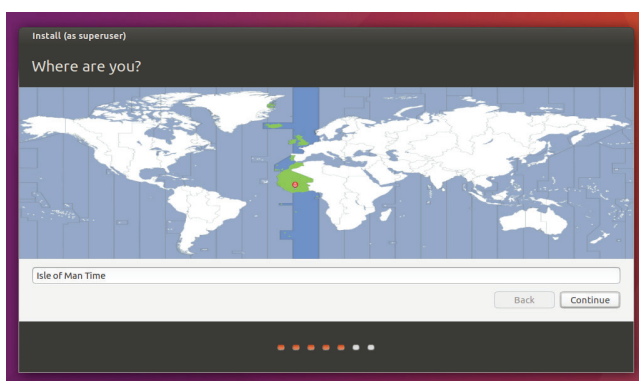 Install (as superuser)
Where are you?
Isle of Man Time
Back
Continue